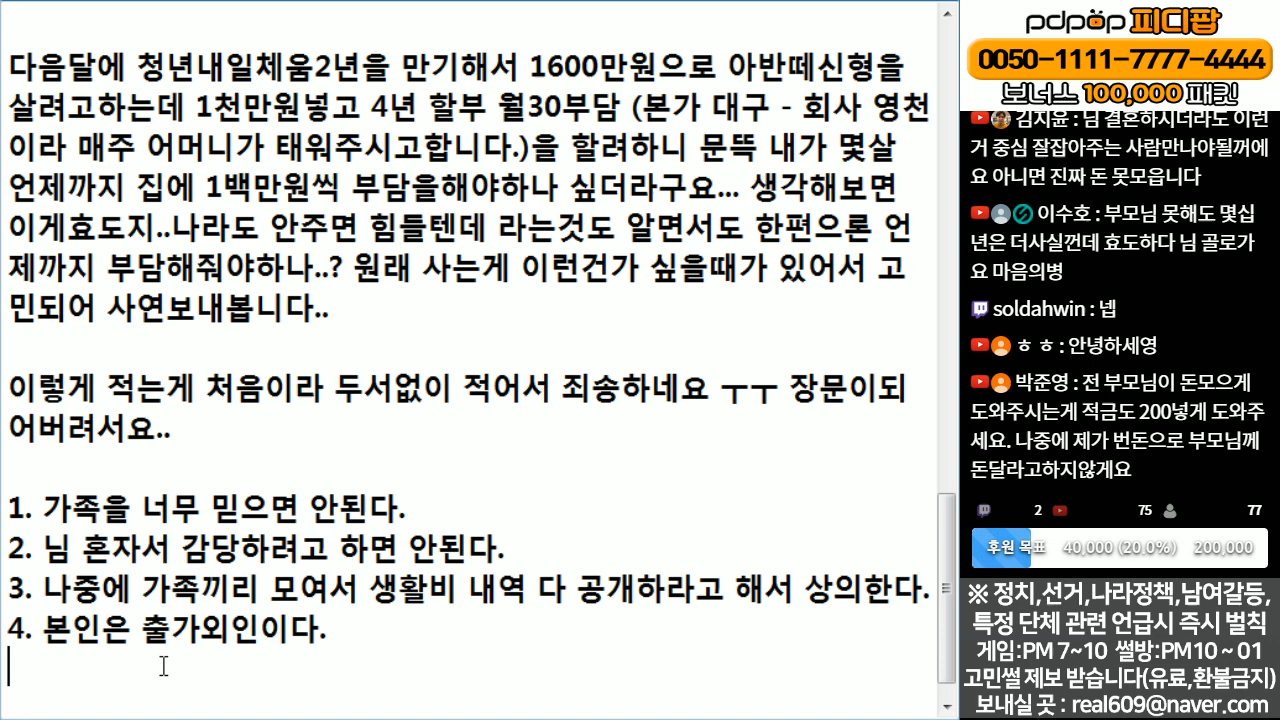 다음달에 청년내일체움2년을 만기해서 1600만원으로 아반떼신형을
살려고하는데 1천만원넣고 4년 할부 월30부담 (본가 대구 - 회사 영천
이라 매주 어머니가 태워주시고합니다.)을 할려하니 문뜩 내가 몇살
언제까지 집에 1백만원씩 부담을해야하나 싶더라구요... 생각해보면
이게효도지..나라도 안주면 힘들텐데 라는것도 알면서도 한편으론 언
제까지 부담해줘야하나..? 원래 사는게 이런건가 싶을때가 있어서 고
민되어 사연보내봅니다..
이렇게 적는게 처음이라 두서없이 적어서 죄송하네요 ㅜㅜ 장문이되
어버려서요..
1. 가족을 너무 믿으면 안된다.
2. 님 혼자서 감당하려고 하면 안된다.
3. 나중에 가족끼리 모여서 생활비 내역 다 공개하라고 해서 상의한다.
4. 본인은 출가외인이다.
pdpop 피디팝
0050-1111-7777-4444
보너스 100,000 패킷
김지윤 : 님 결혼하시더라도 이런
거 중심 잘잡아주는 사람만나야될꺼에
요 아니면 진짜 돈 못모읍니다
이수호 : 부모님 못해도 몇십
년은 더사실껀데 효도하다 님 골로가
요 마음의병
soldahwin : 넵
ㅎ ㅎ : 안녕하세영
박준영 : 전 부모님이 돈모으게
도와주시는게 적금도 200넣게 도와주
세요. 나중에 제가 번돈으로 부모님께
돈달라고하지않게요
2 75 77
후원 목표 40,000 (20.0%) 200,000
※ 정치,선거,나라정책,남여갈등,
특정 단체 관련 언급시 즉시 벌칙
게임:PM 7~10 썰방:PM10 ~ 01
고민썰 제보 받습니다(유료,환불금지)
보내실 곳 : real609@naver.com